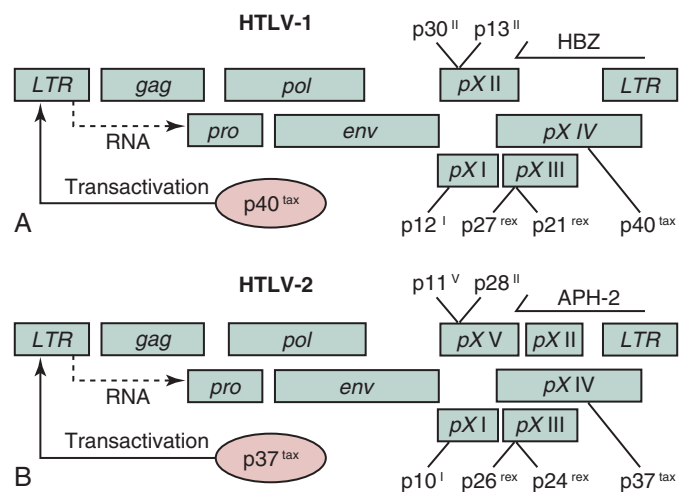 HTLV-1
p30 II p13 II HBZ
LTR gag pol pX II LTR
RNA pro env pX IV
Transactivation p40 tax pX I pX III
A p12 I p27 rex p21 rex p40 tax
HTLV-2
p11 V p28 II APH-2
LTR gag pol pX V pX II LTR
RNA pro env pX IV
Transactivation p37 tax pX I pX III
B p10 I p26 rex p24 rex p37 tax